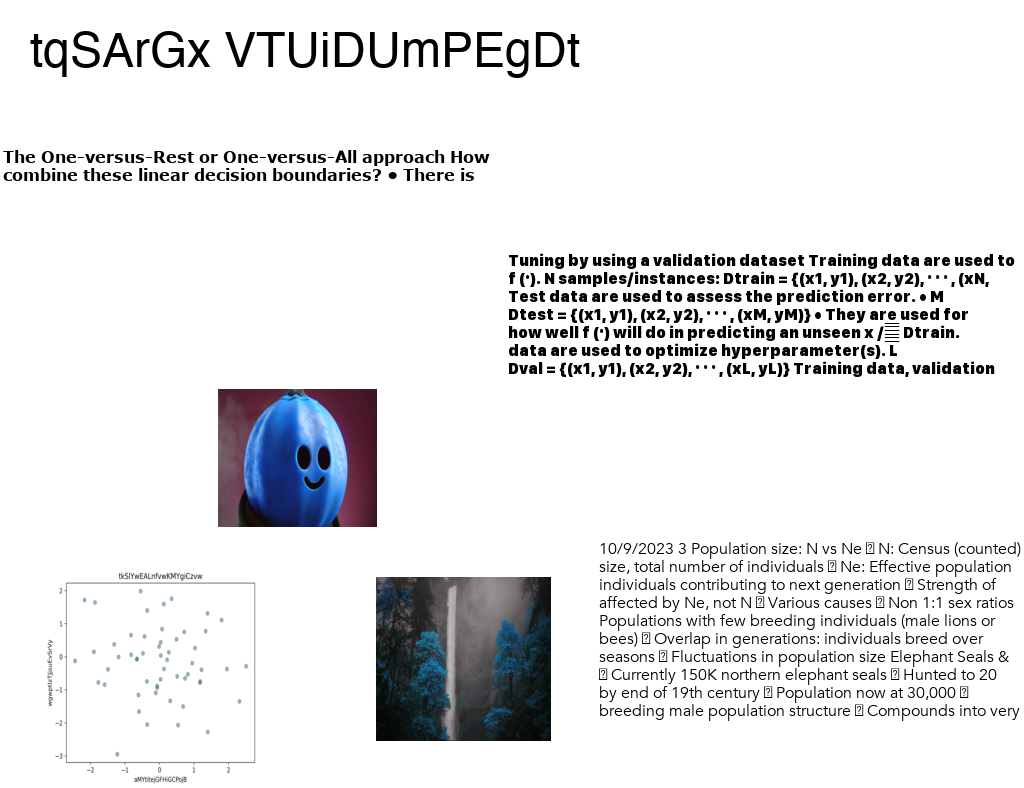 tqSArGx VTUiDUmPEgDt
The One-versus-Rest or One-versus-All approach How
combine these linear decision boundaries? • There is
Tuning by using a validation dataset Training data are used to
f (·). N samples/instances: Dtrain = {(x1, y1), (x2, y2), · · · , (xN,
Test data are used to assess the prediction error. • M
Dtest = {(x1, y1), (x2, y2), · · · , (xM, yM)} • They are used for
how well f (·) will do in predicting an unseen x / Dtrain.
data are used to optimize hyperparameter(s). L
Dval = {(x1, y1), (x2, y2), · · · , (xL, yL)} Training data, validation
10/9/2023 3 Population size: N vs Ne N: Census (counted)
size, total number of individuals Ne: Effective population
individuals contributing to next generation Strength of
affected by Ne, not N Various causes Non 1:1 sex ratios
Populations with few breeding individuals (male lions or
bees) Overlap in generations: individuals breed over
seasons Fluctuations in population size Elephant Seals &
Currently 150K northern elephant seals Hunted to 20
by end of 19th century Population now at 30,000
breeding male population structure Compounds into very
2
1
0
−1
−2
−3
−2 −1 0 1 2